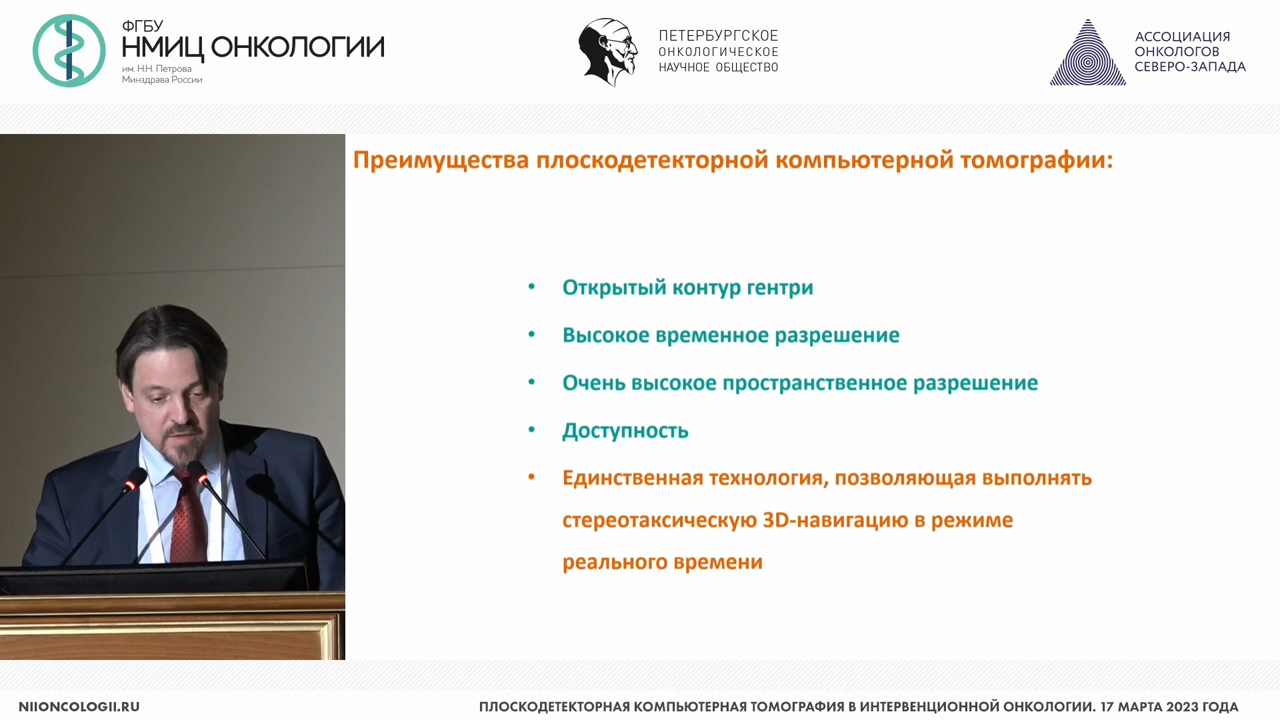 ФГБУ
НМИЦ ОНКОЛОГИИ
им. Н.Н. Петрова
Минздрава России
ПЕТЕРБУРГСКОЕ
ОНКОЛОГИЧЕСКОЕ
НАУЧНОЕ ОБЩЕСТВО
АССОЦИАЦИЯ
ОНКОЛОГОВ
СЕВЕРО-ЗАПАДА
Преимущества плоскодетекторной компьютерной томографии:
• Открытый контур гентри
• Высокое временное разрешение
• Очень высокое пространственное разрешение
• Доступность
• Единственная технология, позволяющая выполнять
стереотаксическую 3D-навигацию в режиме
реального времени
NIIONCOLOGII.RU
ПЛОСКОДЕТЕКТОРНАЯ КОМПЬЮТЕРНАЯ ТОМОГРАФИЯ В ИНТЕРВЕНЦИОННОЙ ОНКОЛОГИИ. 17 МАРТА 2023 ГОДА